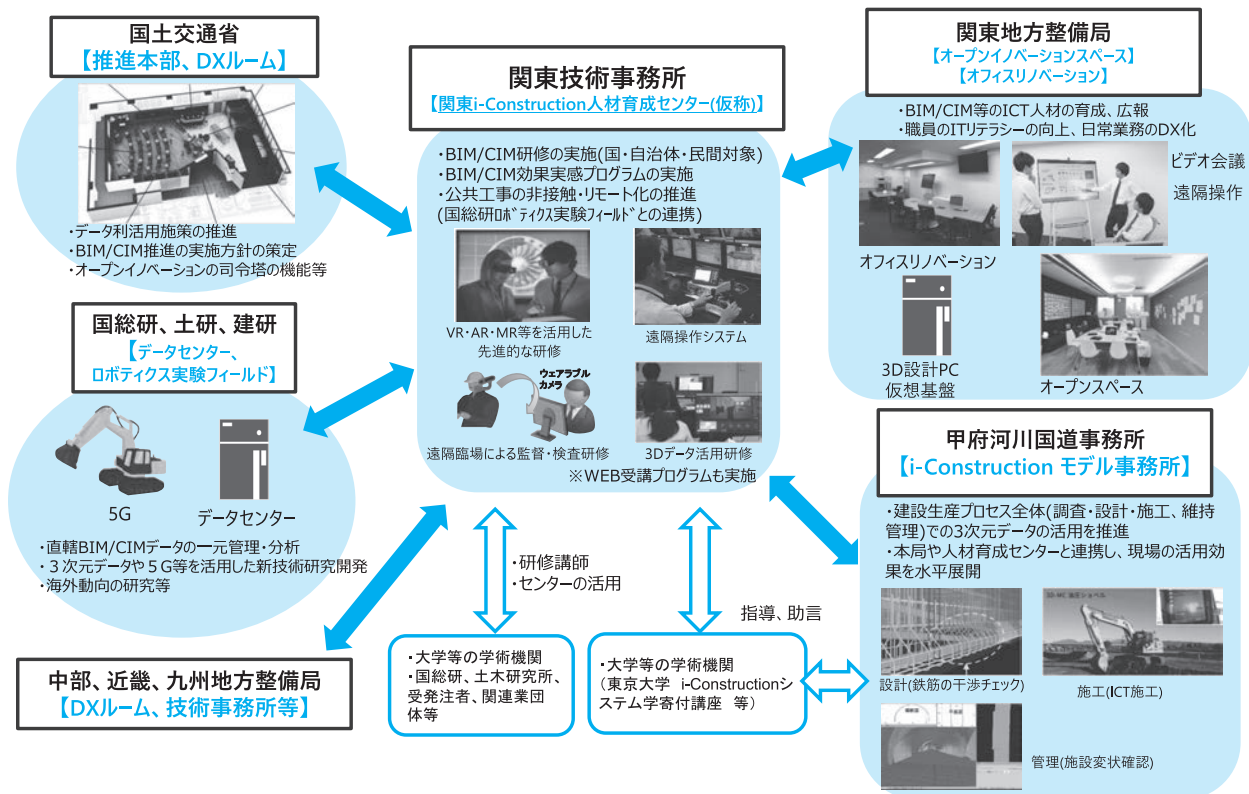 国土交通省
【推進本部、DXルーム】
・データ利活用施策の推進
・BIM/CIM推進の実施方針の策定
・オープンイノベーションの司令塔の機能等
国総研、土研、建研
【データセンター、
ロボティクス実験フィールド】
5G
データセンター
・直轄BIM/CIMデータの一元管理・分析
・３次元データや５G等を活用した新技術研究開発
・海外動向の研究等
中部、近畿、九州地方整備局
【DXルーム、技術事務所等】
関東技術事務所
【関東i-Construction人材育成センター(仮称)】
・BIM/CIM研修の実施(国・自治体・民間対象)
・BIM/CIM効果実感プログラムの実施
・公共工事の非接触・リモート化の推進
(国総研ﾛﾎﾞﾃｨｸｽ実験ﾌｨｰﾙﾄﾞとの連携)
VR・AR・MR等を活用した
先進的な研修
遠隔操作システム
ウェアラブル
カメラ
遠隔臨場による監督・検査研修
3Dデータ活用研修
※WEB受講プログラムも実施
・研修講師
・センターの活用
指導、助言
・大学等の学術機関
・国総研、土木研究所、
受発注者、関連業団
体等
・大学等の学術機関
（東京大学 i-Constructionシ
ステム学寄付講座 等）
関東地方整備局
【オープンイノベーションスペース】
【オフィスリノベーション】
・BIM/CIM等のICT人材の育成、広報
・職員のITリテラシーの向上、日常業務のDX化
ビデオ会議
遠隔操作
オフィスリノベーション
3D設計PC
仮想基盤
オープンスペース
甲府河川国道事務所
【i-Construction モデル事務所】
・建設生産プロセス全体(調査・設計・施工、維持
管理)での3次元データの活用を推進
・本局や人材育成センターと連携し、現場の活用効
果を水平展開
設計(鉄筋の干渉チェック)
施工(ICT施工)
管理(施設変状確認)